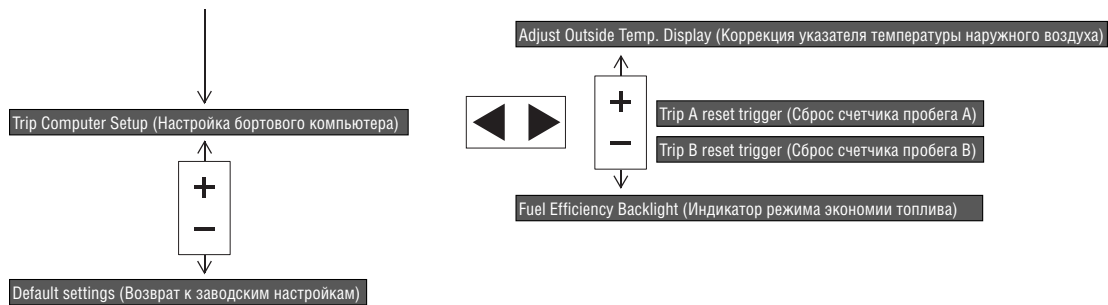 Adjust Outside Temp. Display (Коррекция указателя температуры наружного воздуха)
Trip Computer Setup (Настройка бортового компьютера)
+
−
Default settings (Возврат к заводским настройкам)
+
−
Trip A reset trigger (Сброс счетчика пробега A)
Trip B reset trigger (Сброс счетчика пробега B)
Fuel Efficiency Backlight (Индикатор режима экономии топлива)